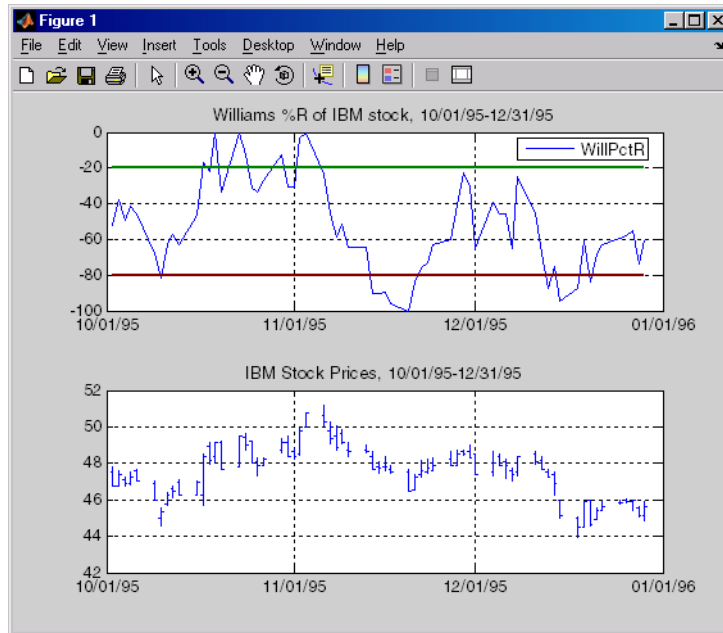 Figure 1
File Edit View Insert Tools Desktop Window Help
Williams %R of IBM stock, 10/01/95-12/31/95
WillPctR
0
-20
-40
-60
-80
-100
10/01/95 11/01/95 12/01/95 01/01/96
IBM Stock Prices, 10/01/95-12/31/95
52
50
48
46
44
42
10/01/95 11/01/95 12/01/95 01/01/96